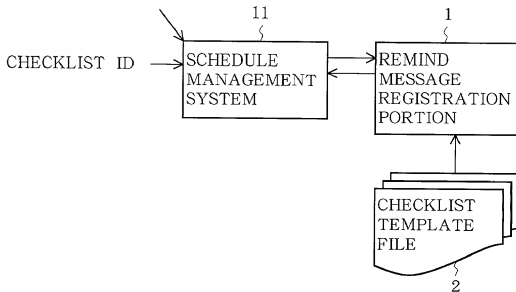 11
1
CHECKLIST ID
SCHEDULE
MANAGEMENT
SYSTEM
REMIND
MESSAGE
REGISTRATION
PORTION
CHECKLIST
TEMPLATE
FILE
2